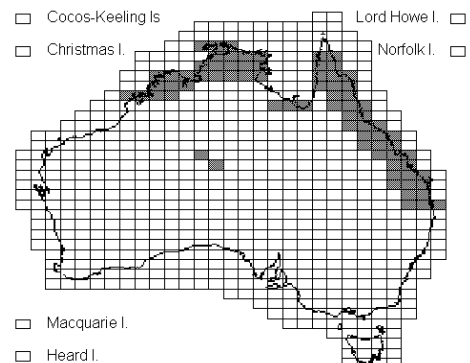 Cocos-Keeling Is
Lord Howe I.
Christmas I.
Norfolk I.
Macquarie I.
Heard I.